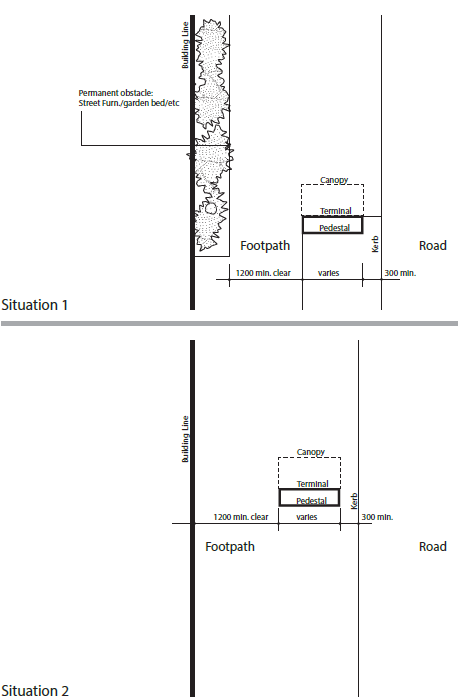 Building Line
Permanent obstacle:
Street Furn./garden bed/etc
Canopy
Terminal
Pedestal
Footpath
Kerb
Road
1200 min. clear
varies
300 min.
Situation 1
Building Line
Canopy
Terminal
Pedestal
Kerb
1200 min. clear
varies
300 min.
Footpath
Road
Situation 2